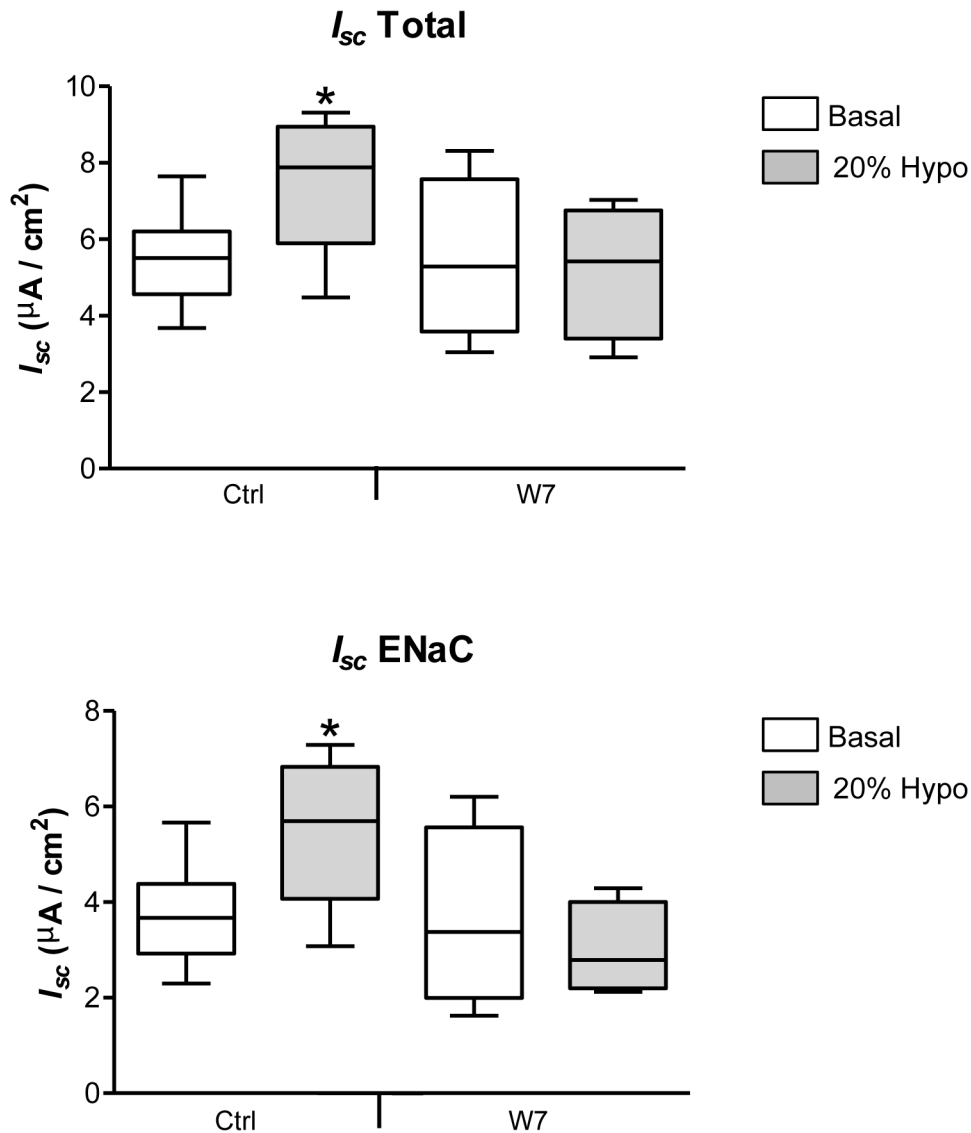 Isc Total
10
8
6
4
2
0
Isc (µA / cm²)
*
Ctrl
W7
Basal
20% Hypo
Isc ENaC
8
6
4
2
0
Isc (µA / cm²)
*
Ctrl
W7
Basal
20% Hypo